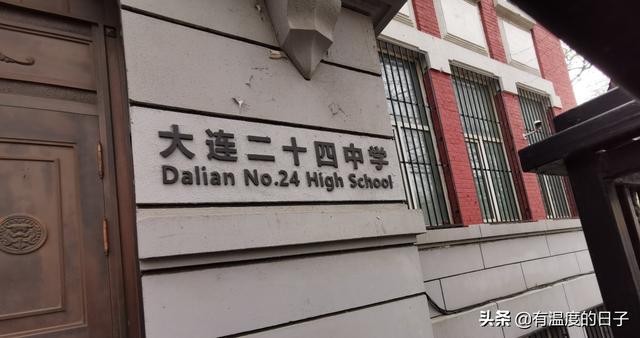 大连二十四中学
Dalian No.24 High School
头条 @有温度的日子